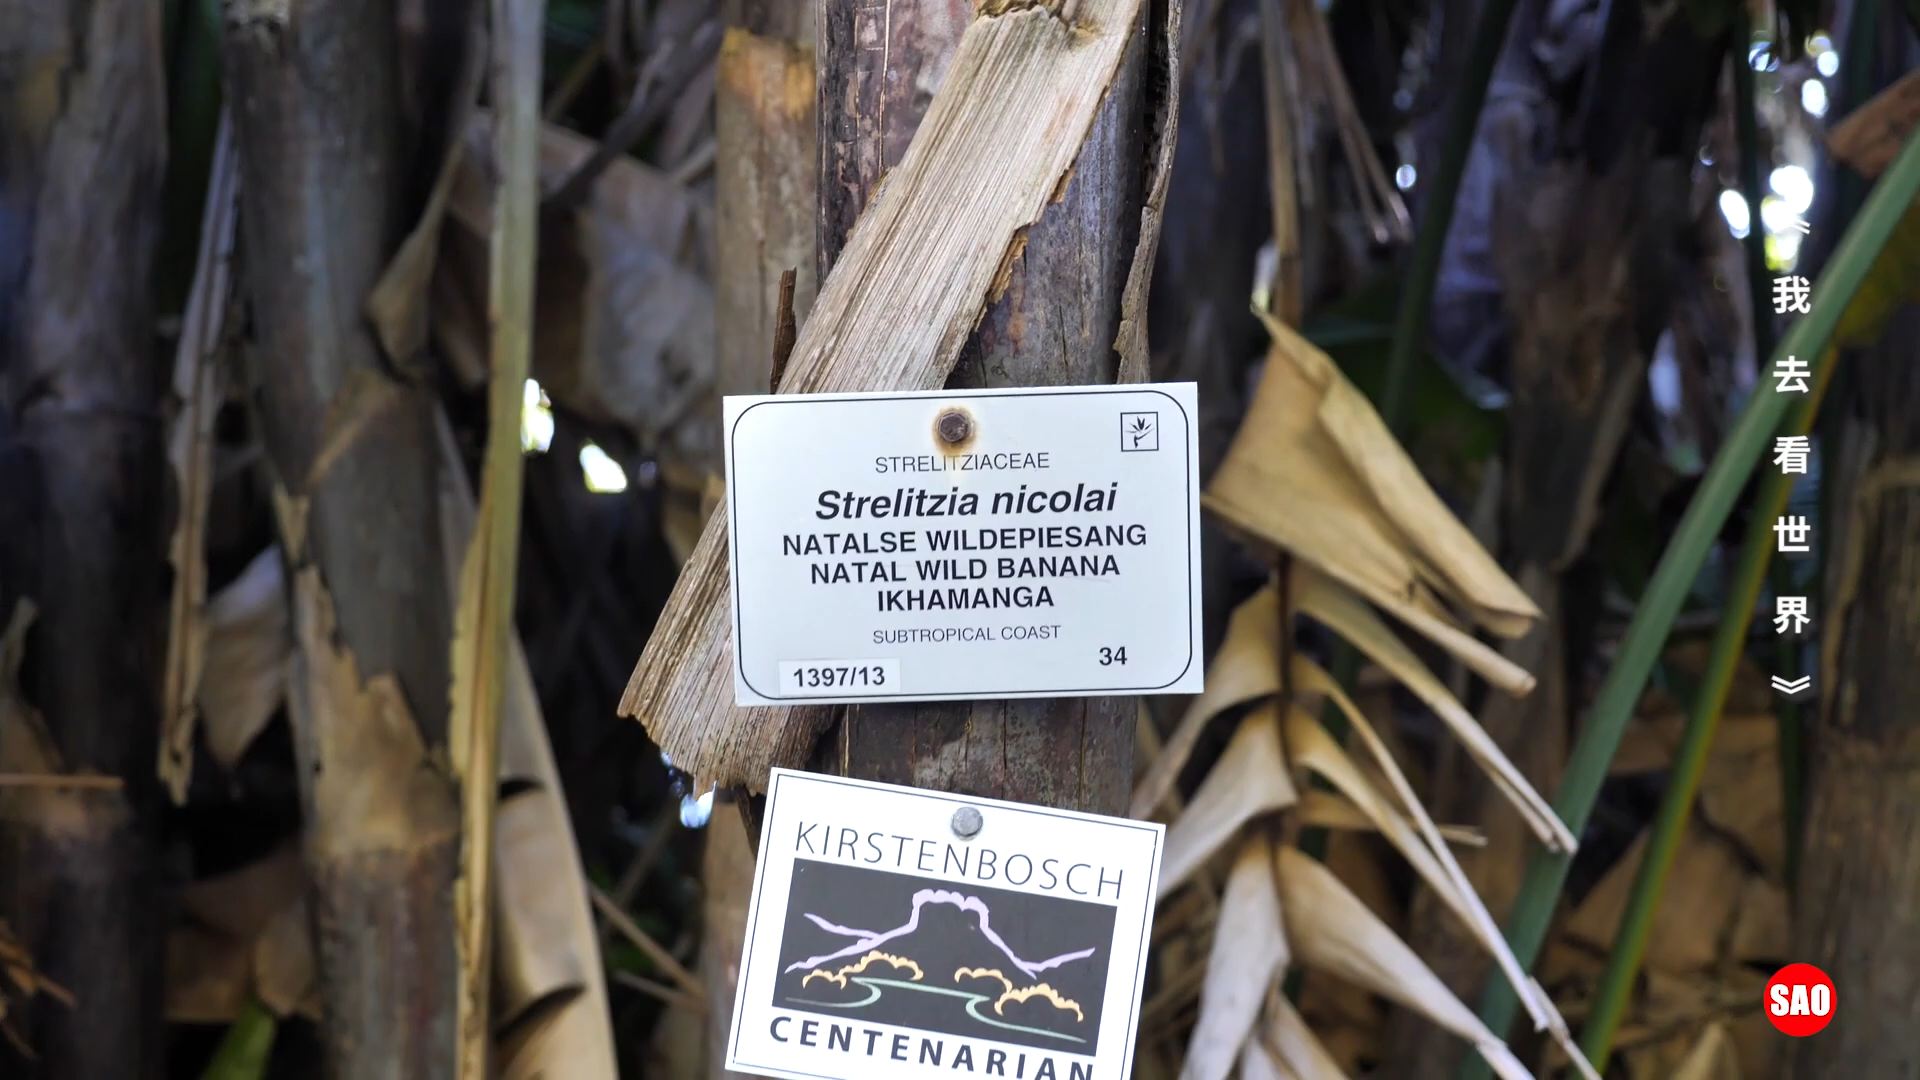 STRELITZIACEAE
Strelitzia nicolai
NATALSE WILDEPIESANG
NATAL WILD BANANA
IKHAMANGA
SUBTROPICAL COAST
1397/13
34
KIRSTENBOSCH
CENTENARIAN
《我去看世界》
SAO